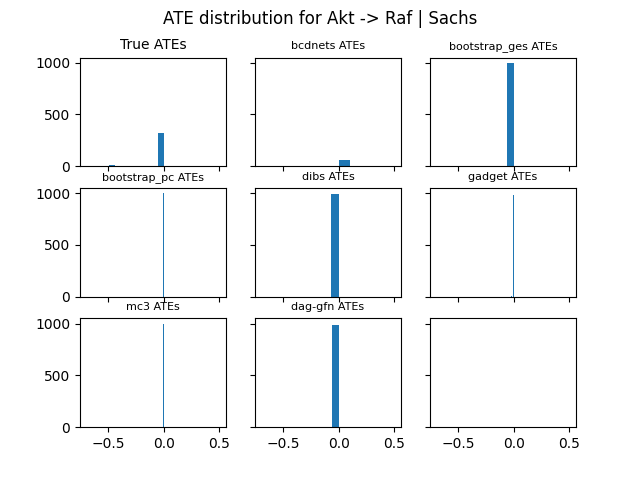 ATE distribution for Akt -> Raf | Sachs
True ATEs
bcdnets ATEs
bootstrap_ges ATEs
1000
500
0
bootstrap_pc ATEs
dibs ATEs
gadget ATEs
1000
500
0
mc3 ATEs
dag-gfn ATEs
1000
500
0
−0.5 0.0 0.5
−0.5 0.0 0.5
−0.5 0.0 0.5